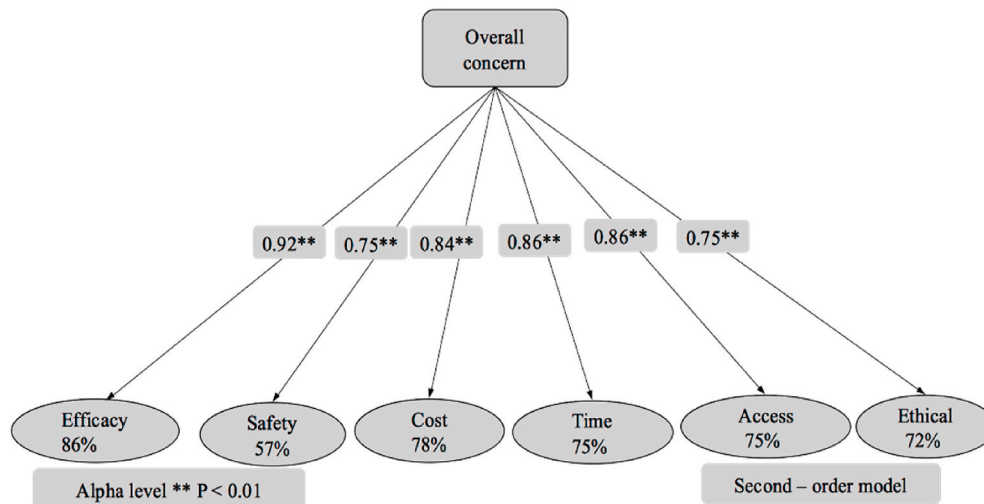 Overall
concern
0.92**
0.75**
0.84**
0.86**
0.86**
0.75**
Efficacy
86%
Safety
57%
Cost
78%
Time
75%
Access
75%
Ethical
72%
Alpha level ** P < 0.01
Second – order model